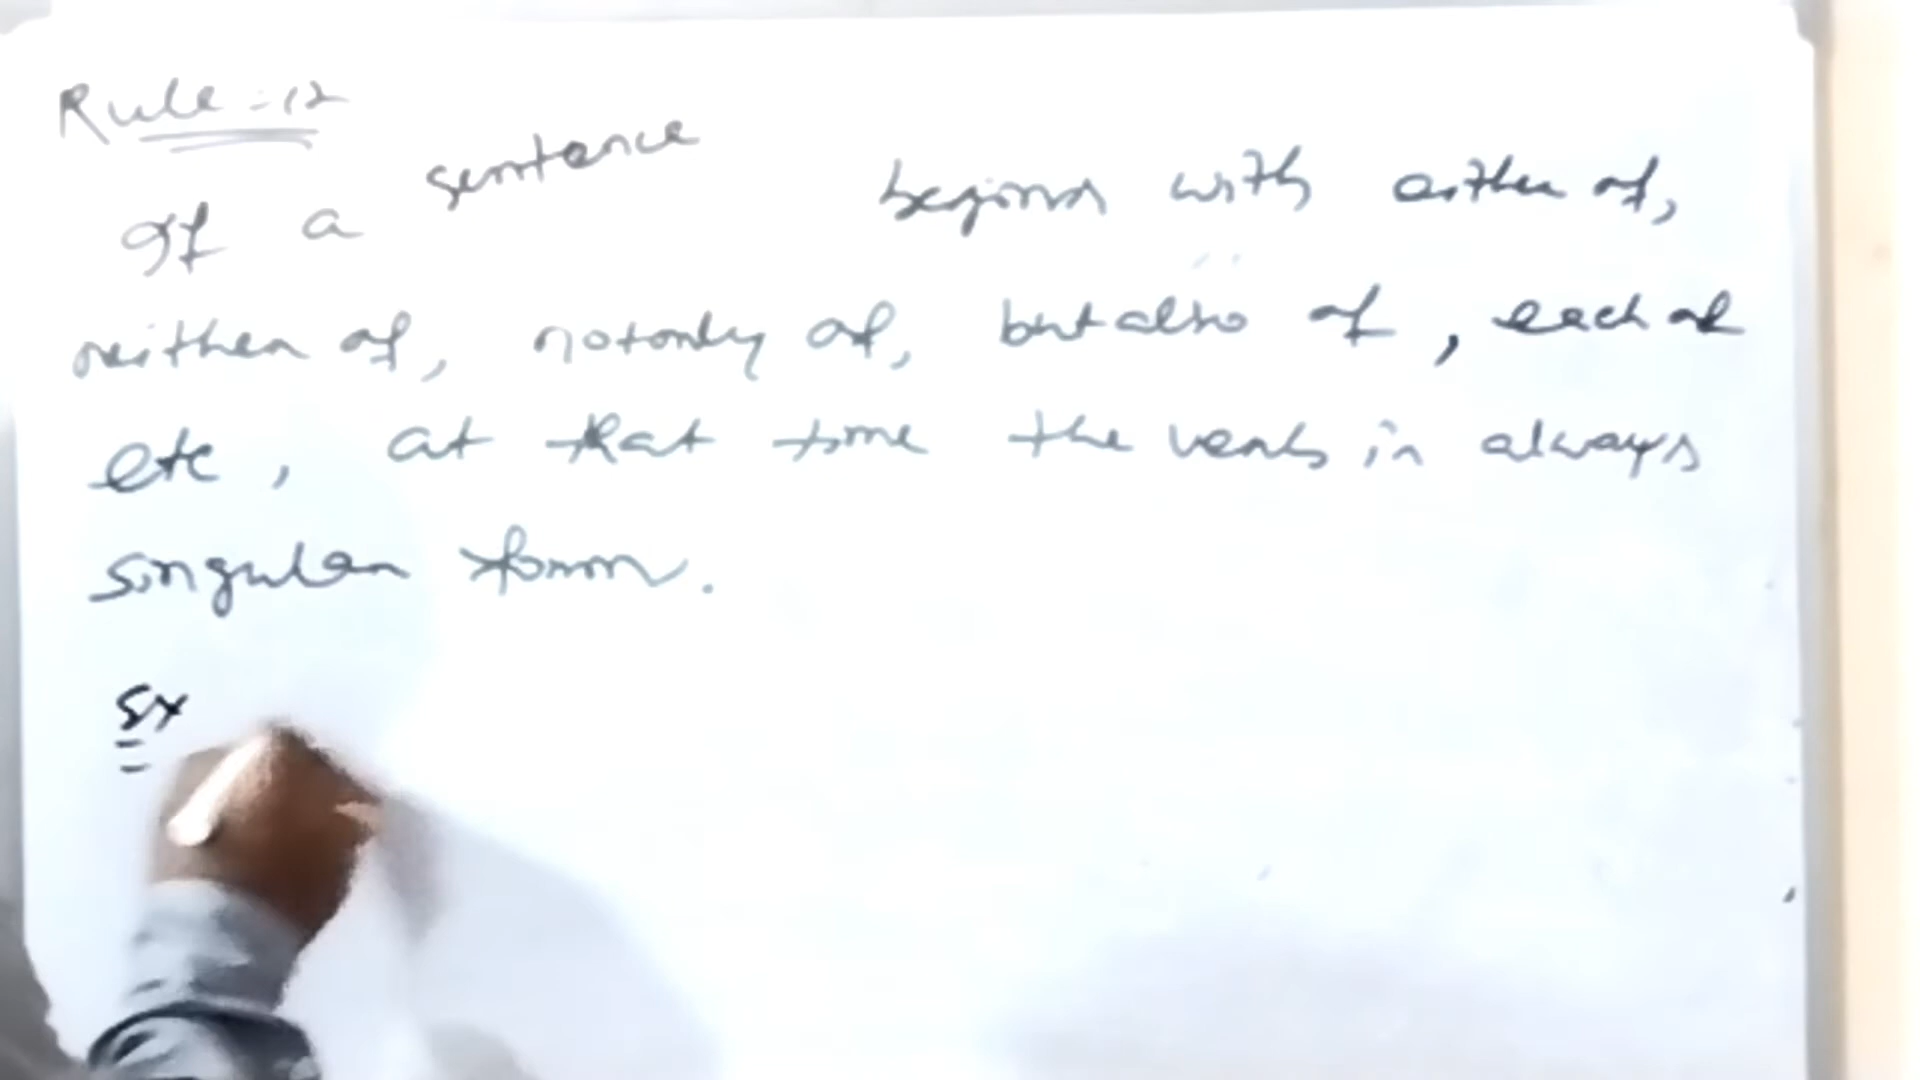 Rule :- 12
If a sentence begins with either of,
neither of, not only of, but also of, each of
etc, at that time the verb is always
singular form.
Ex